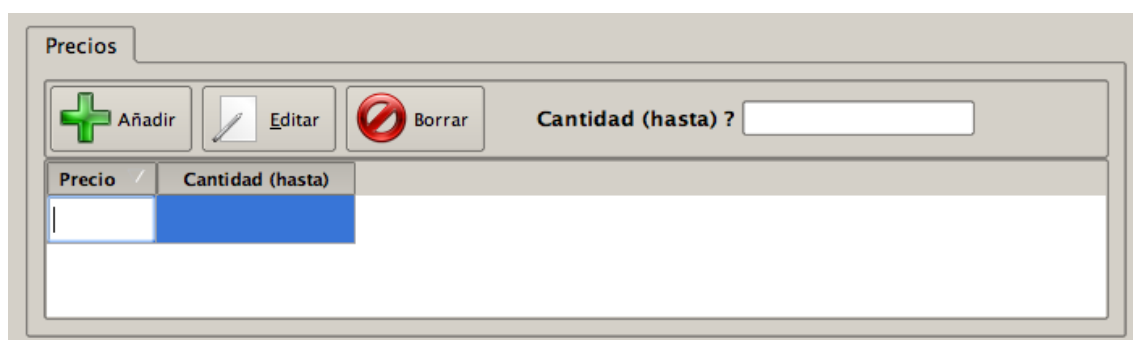 Precios
Añadir Editar Borrar Cantidad (hasta) ?
Precio Cantidad (hasta)